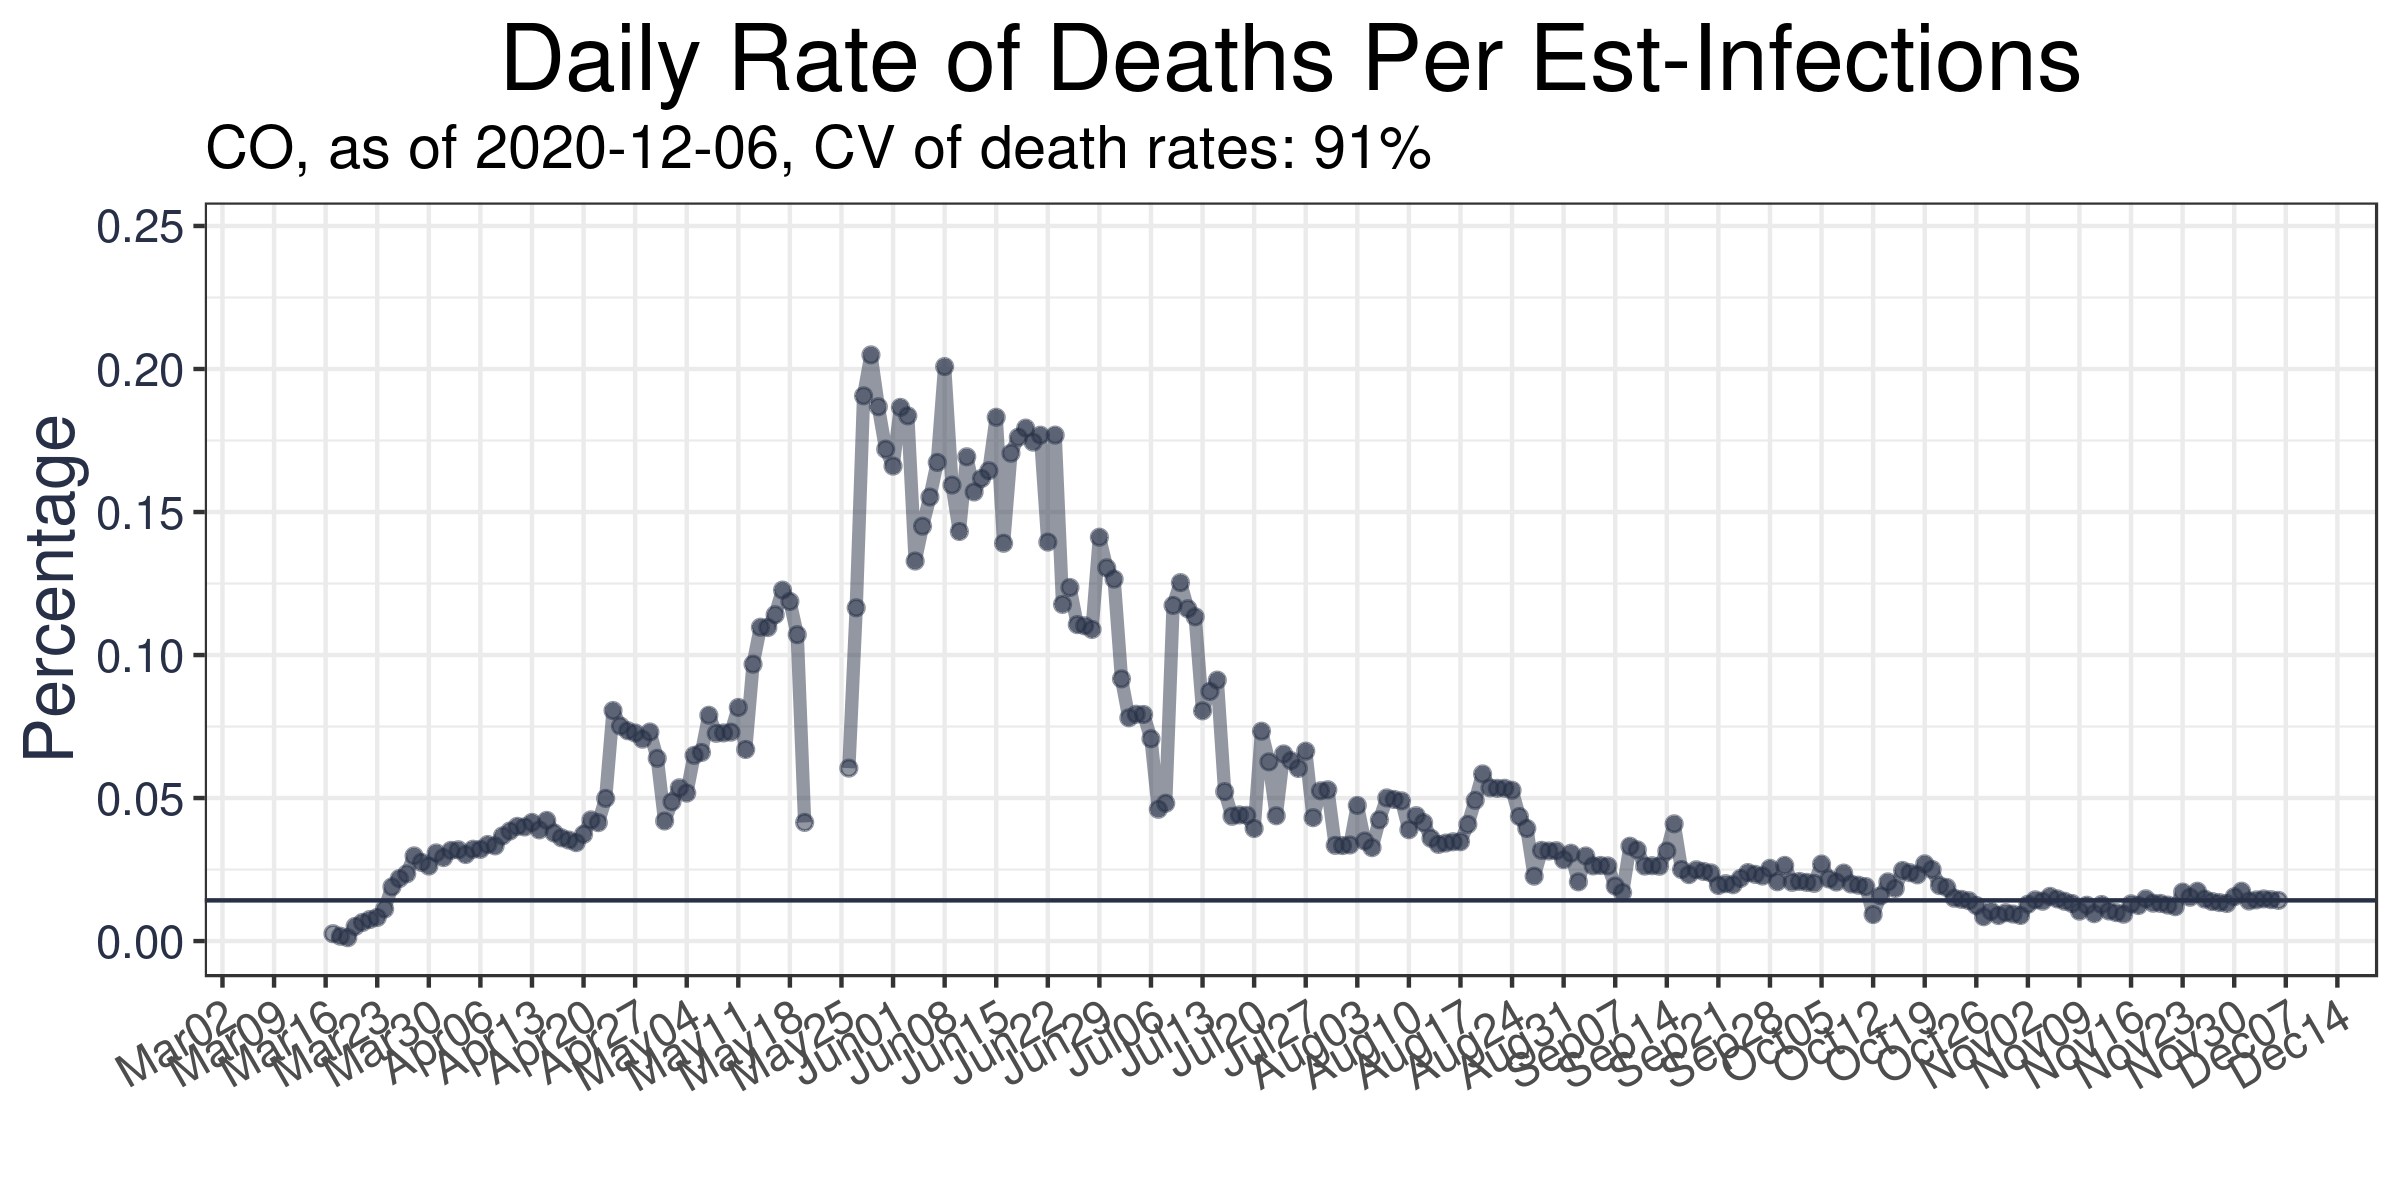 Daily Rate of Deaths Per Est-Infections
CO, as of 2020-12-06, CV of death rates: 91%
Percentage
0.25
0.20
0.15
0.10
0.05
0.00
Mar02
Mar09
Mar16
Mar23
Mar30
Apr06
Apr13
Apr20
Apr27
May04
May11
May18
May25
Jun01
Jun08
Jun15
Jun22
Jun29
Jul06
Jul13
Jul20
Jul27
Aug03
Aug10
Aug17
Aug24
Aug31
Sep07
Sep14
Sep21
Sep28
Oct05
Oct12
Oct19
Oct26
Nov02
Nov09
Nov16
Nov23
Nov30
Dec07
Dec14